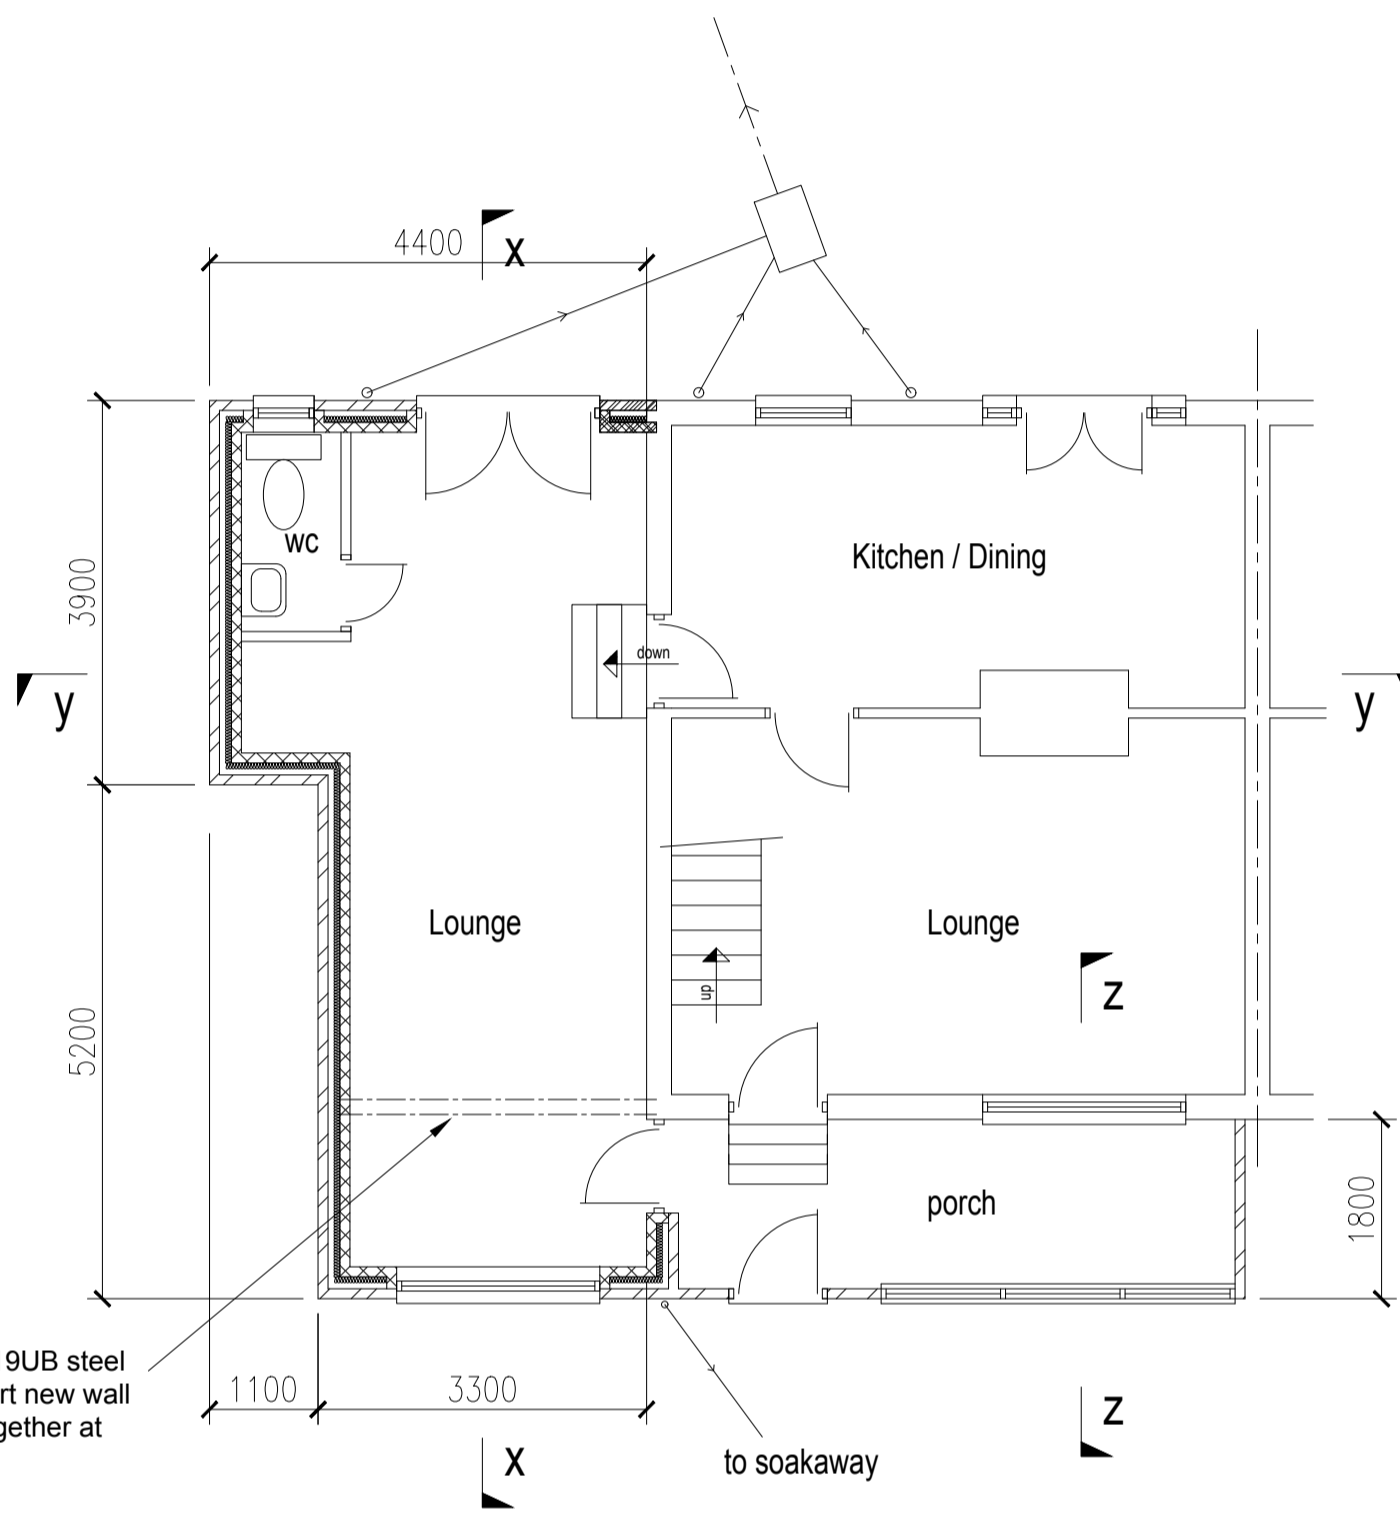 4400
x
wc
Kitchen / Dining
3900
down
y
y
Lounge
Lounge
up
z
5200
porch
1800
9UB steel
rt new wall
gether at
1100
3300
z
x
to soakaway